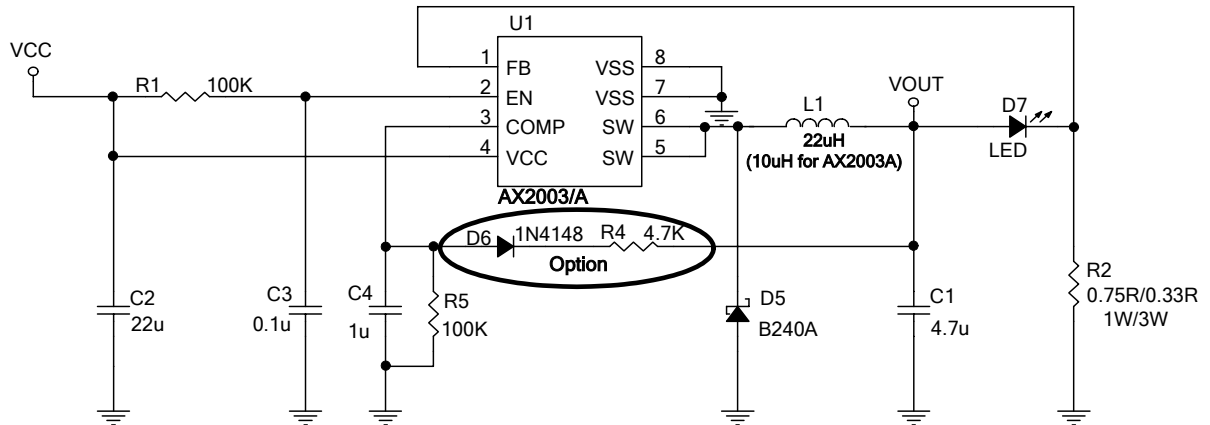 U1
VCC
R1 100K
1 FB
2 EN
3 COMP
4 VCC
VSS 8
VSS 7
SW 6
SW 5
AX2003/A
L1
22uH
(10uH for AX2003A)
VOUT
D7
LED
D6 1N4148 R4 4.7K
Option
C2
22u
C3
0.1u
C4
1u
R5
100K
D5
B240A
C1
4.7u
R2
0.75R/0.33R
1W/3W